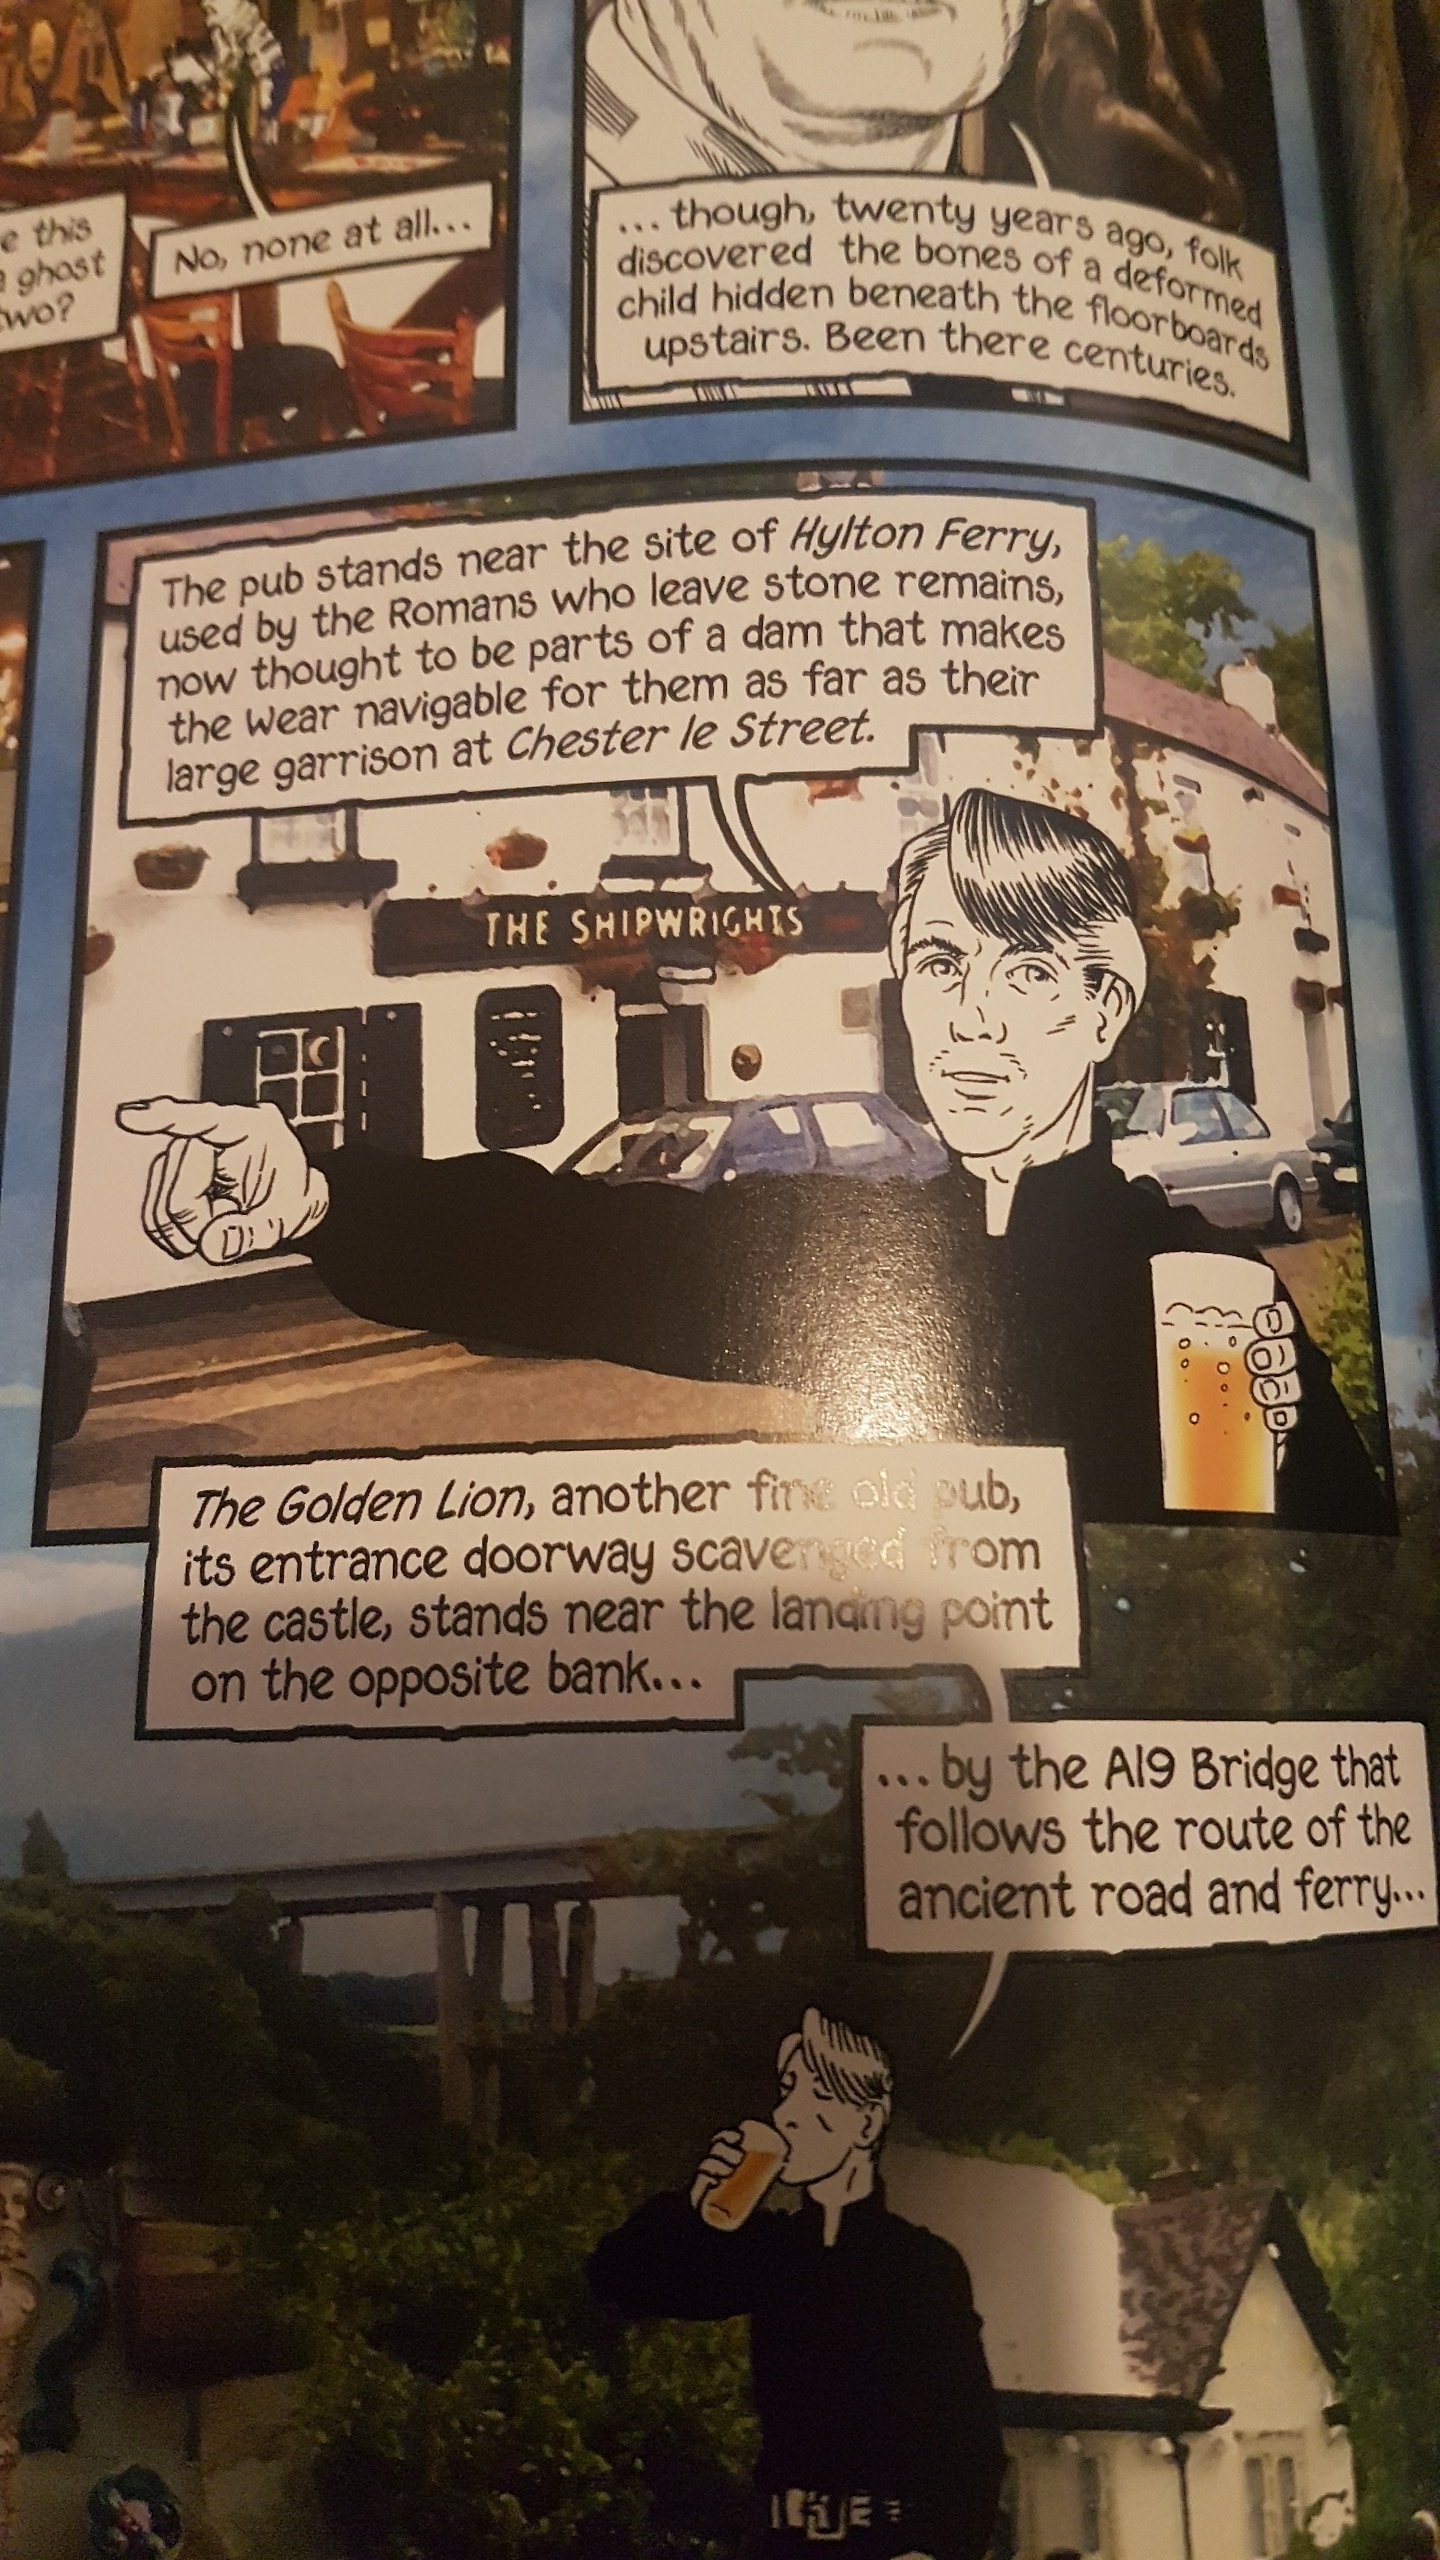 e this
ghost
two?
No, none at all...
... though, twenty years ago, folk
discovered the bones of a deformed
child hidden beneath the floorboards
upstairs. Been there centuries.
The pub stands near the site of Hylton Ferry,
used by the Romans who leave stone remains,
now thought to be parts of a dam that makes
the Wear navigable for them as far as their
large garrison at Chester le Street.
THE SHIPWRIGHTS
The Golden Lion, another fine old pub,
its entrance doorway scavenged from
the castle, stands near the landing point
on the opposite bank...
...by the A19 Bridge that
follows the route of the
ancient road and ferry...